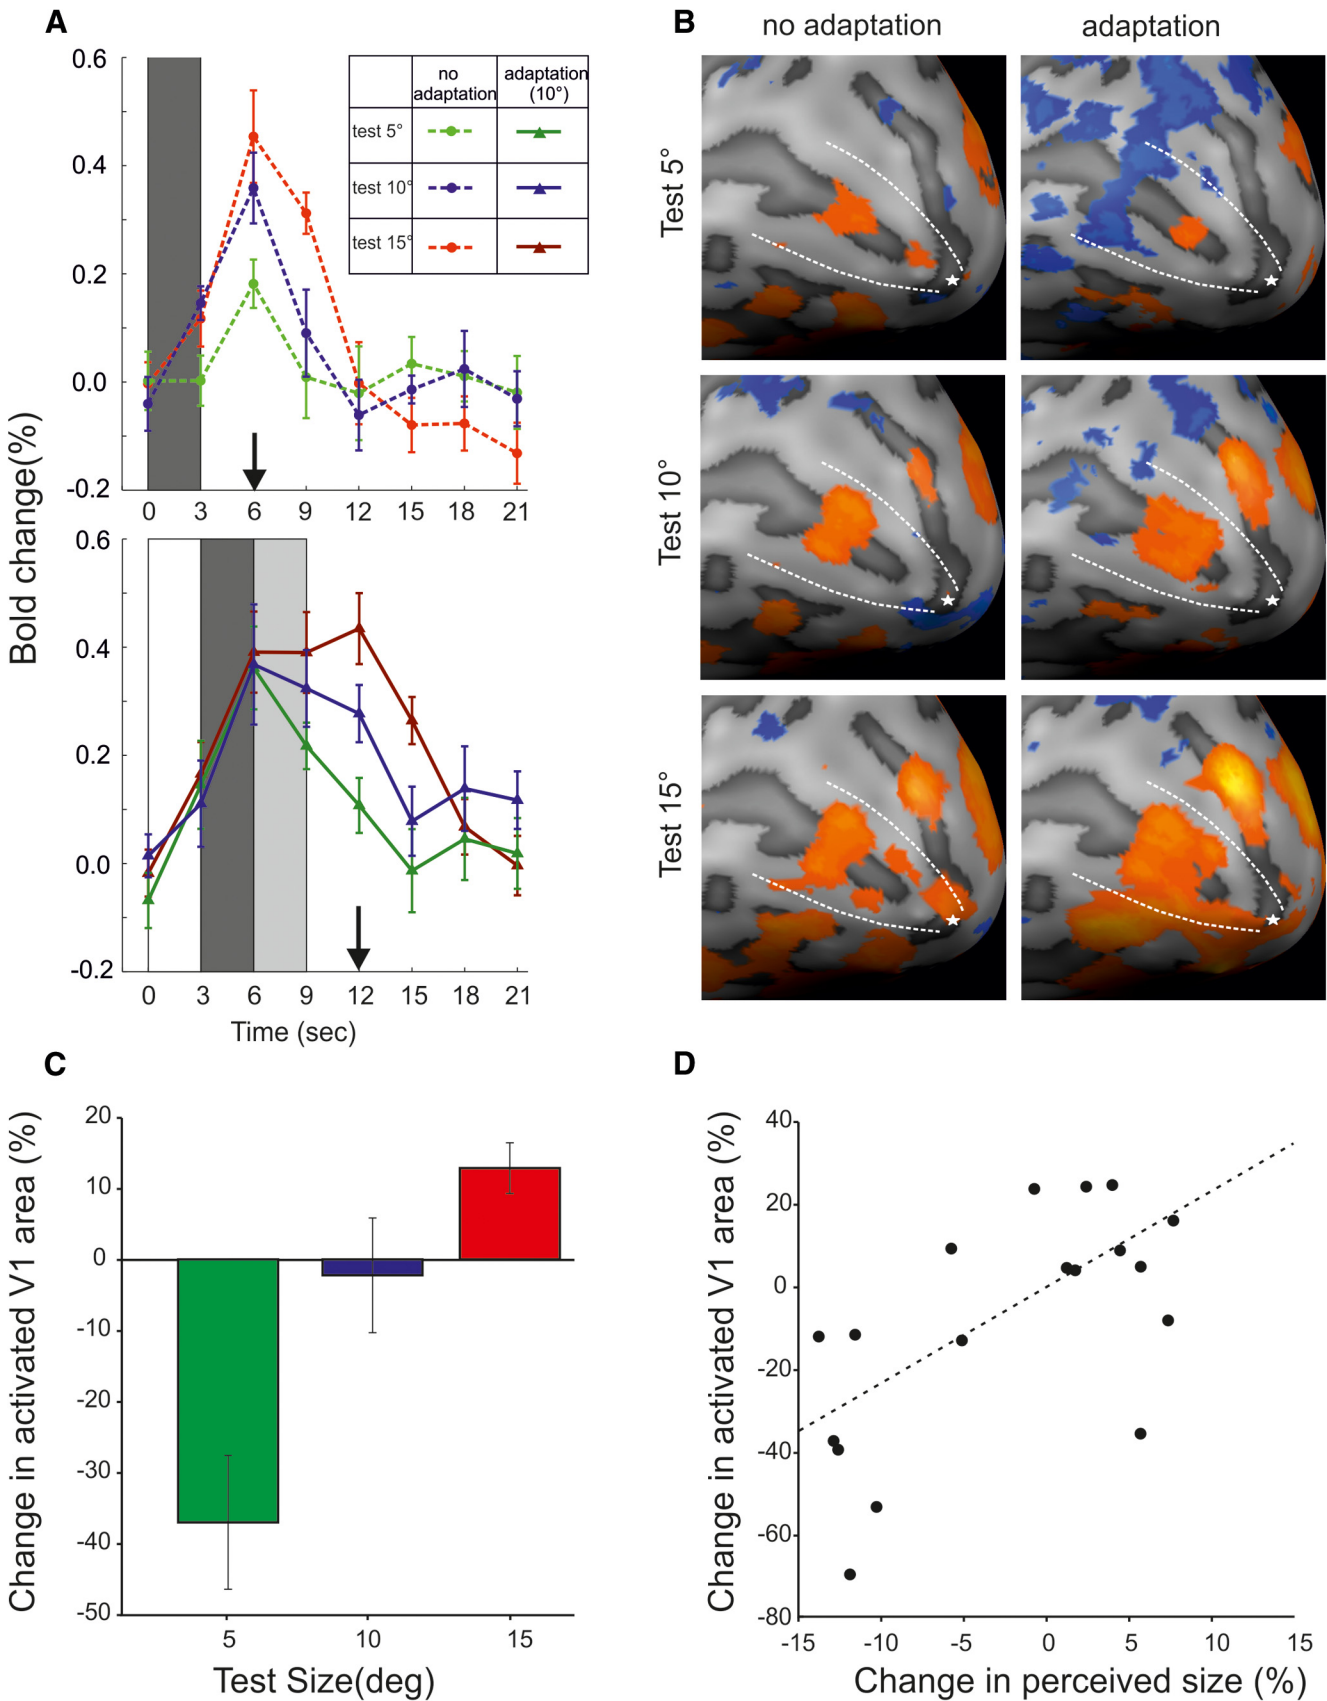 A
0.6
0.4
0.2
0.0
-0.2
no
adaptation
adaptation
(10°)
test 5°
test 10°
test 15°
0 3 6 9 12 15 18 21
Bold change(%)
0.6
0.4
0.2
0.0
-0.2
0 3 6 9 12 15 18 21
Time (sec)
B
no adaptation
adaptation
Test 5°
Test 10°
Test 15°
C
Change in activated V1 area (%)
20
10
0
-10
-20
-30
-40
-50
5 10 15
Test Size(deg)
D
Change in activated V1 area (%)
40
20
0
-20
-40
-60
-80
-15 -10 -5 0 5 10 15
Change in perceived size (%)